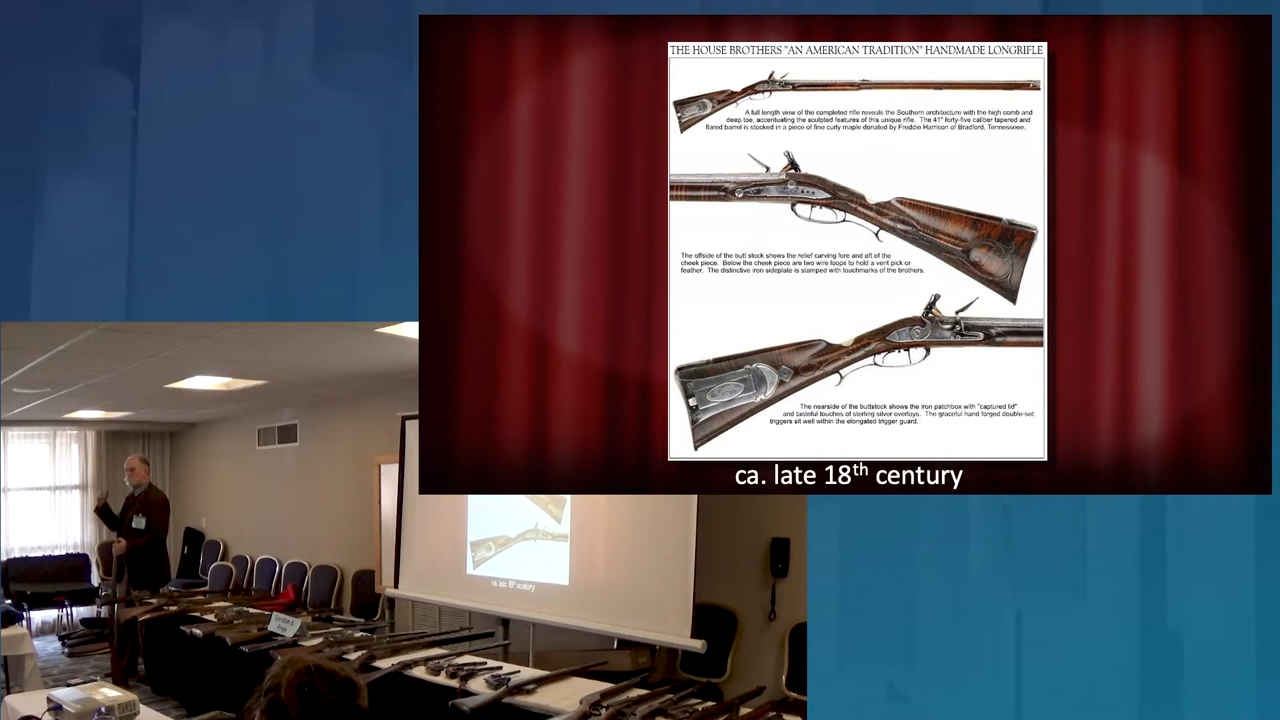 THE HOUSE BROTHERS "AN AMERICAN TRADITION" HANDMADE LONGRIFLE
A full length view of the completed rifle reveals the Southern architecture with the high comb and
deep toe, accentuating the sculpted features of this unique rifle. The 41" forty-five caliber tapered and
flared barrel is stocked in a piece of fine curly maple donated by Freddie Harrison of Bradford, Tennesseee.
The offside of the butt stock shows the relief carving fore and aft of the
cheek piece. Below the cheek piece are two wire loops to hold a vent pick or
feather. The distinctive iron sideplate is stamped with touchmarks of the brothers.
The nearside of the buttstock shows the iron patchbox with "captured lid"
and tasteful touches of sterling silver overlays. The graceful hand forged double-set
triggers sit well within the elongated trigger guard.
ca. late 18th century
ca. late 18th century
Frye